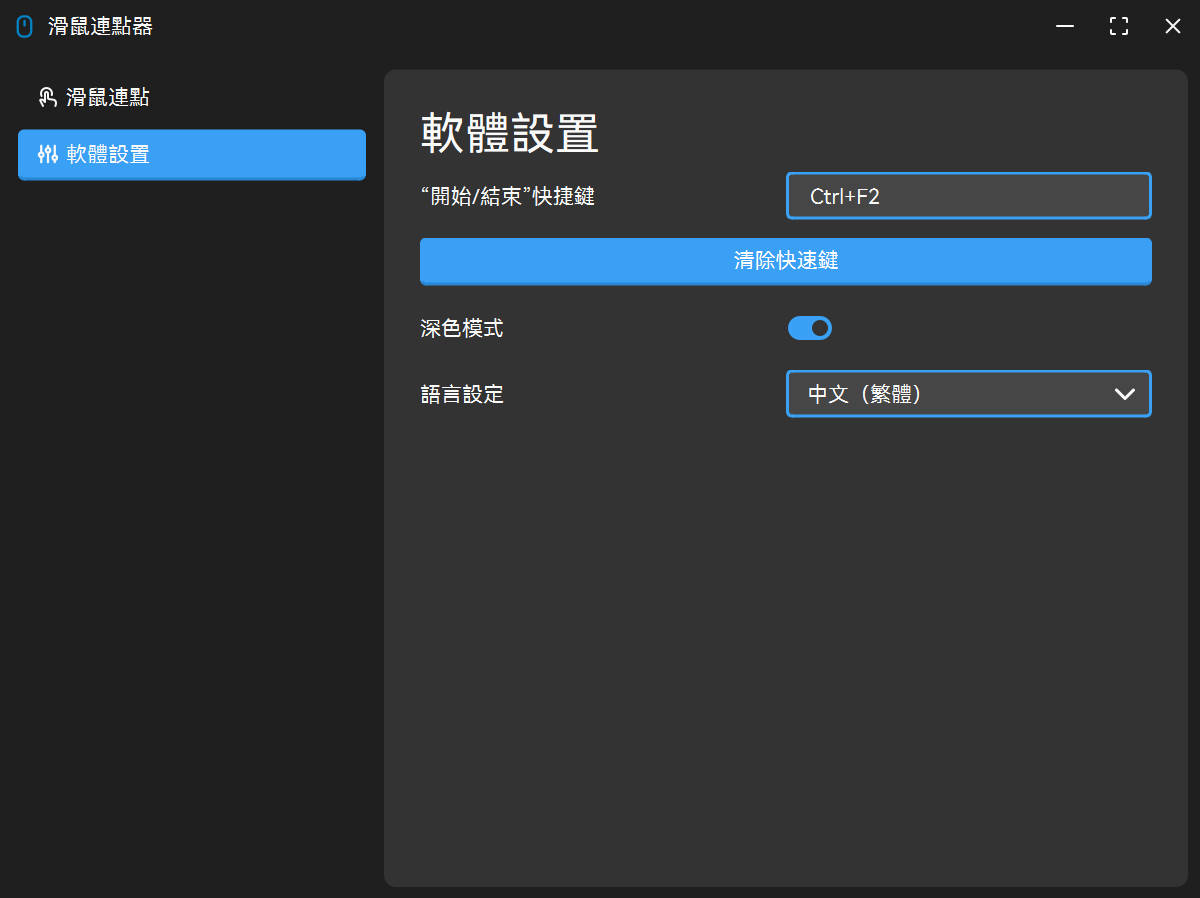 滑鼠連點器
滑鼠連點
軟體設置
軟體設置
“開始/結束”快捷鍵
Ctrl+F2
清除快速鍵
深色模式
語言設定
中文（繁體）